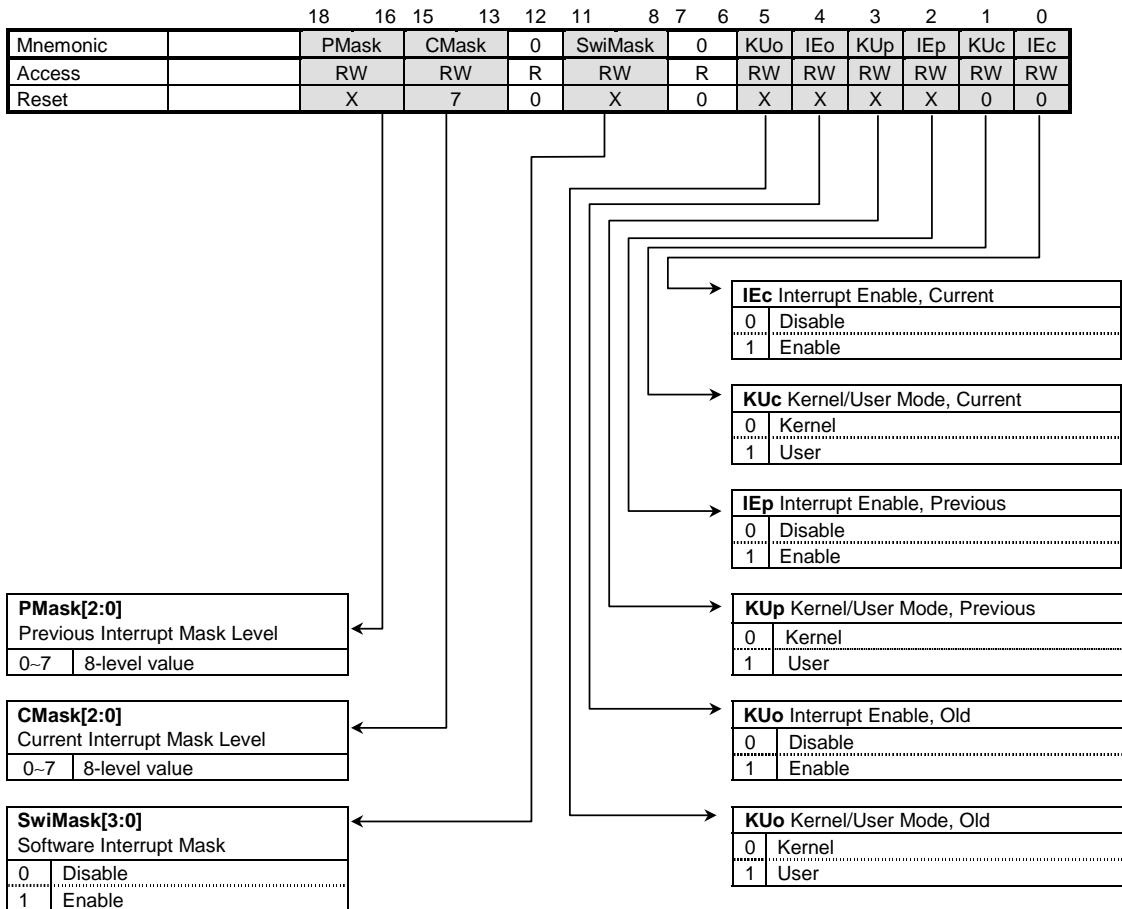 18 16 15 13 12 11 8 7 6 5 4 3 2 1 0
Mnemonic PMask CMask 0 SwiMask 0 KUo IEo KUp IEp KUc IEc
Access RW RW R RW R RW RW RW RW RW RW
Reset X 7 0 X 0 X X X X 0 0
IEc Interrupt Enable, Current
0 Disable
1 Enable
KUc Kernel/User Mode, Current
0 Kernel
1 User
IEp Interrupt Enable, Previous
0 Disable
1 Enable
PMask[2:0]
Previous Interrupt Mask Level
0~7 8-level value
KUp Kernel/User Mode, Previous
0 Kernel
1 User
CMask[2:0]
Current Interrupt Mask Level
0~7 8-level value
KUo Interrupt Enable, Old
0 Disable
1 Enable
SwiMask[3:0]
Software Interrupt Mask
0 Disable
1 Enable
KUo Kernel/User Mode, Old
0 Kernel
1 User